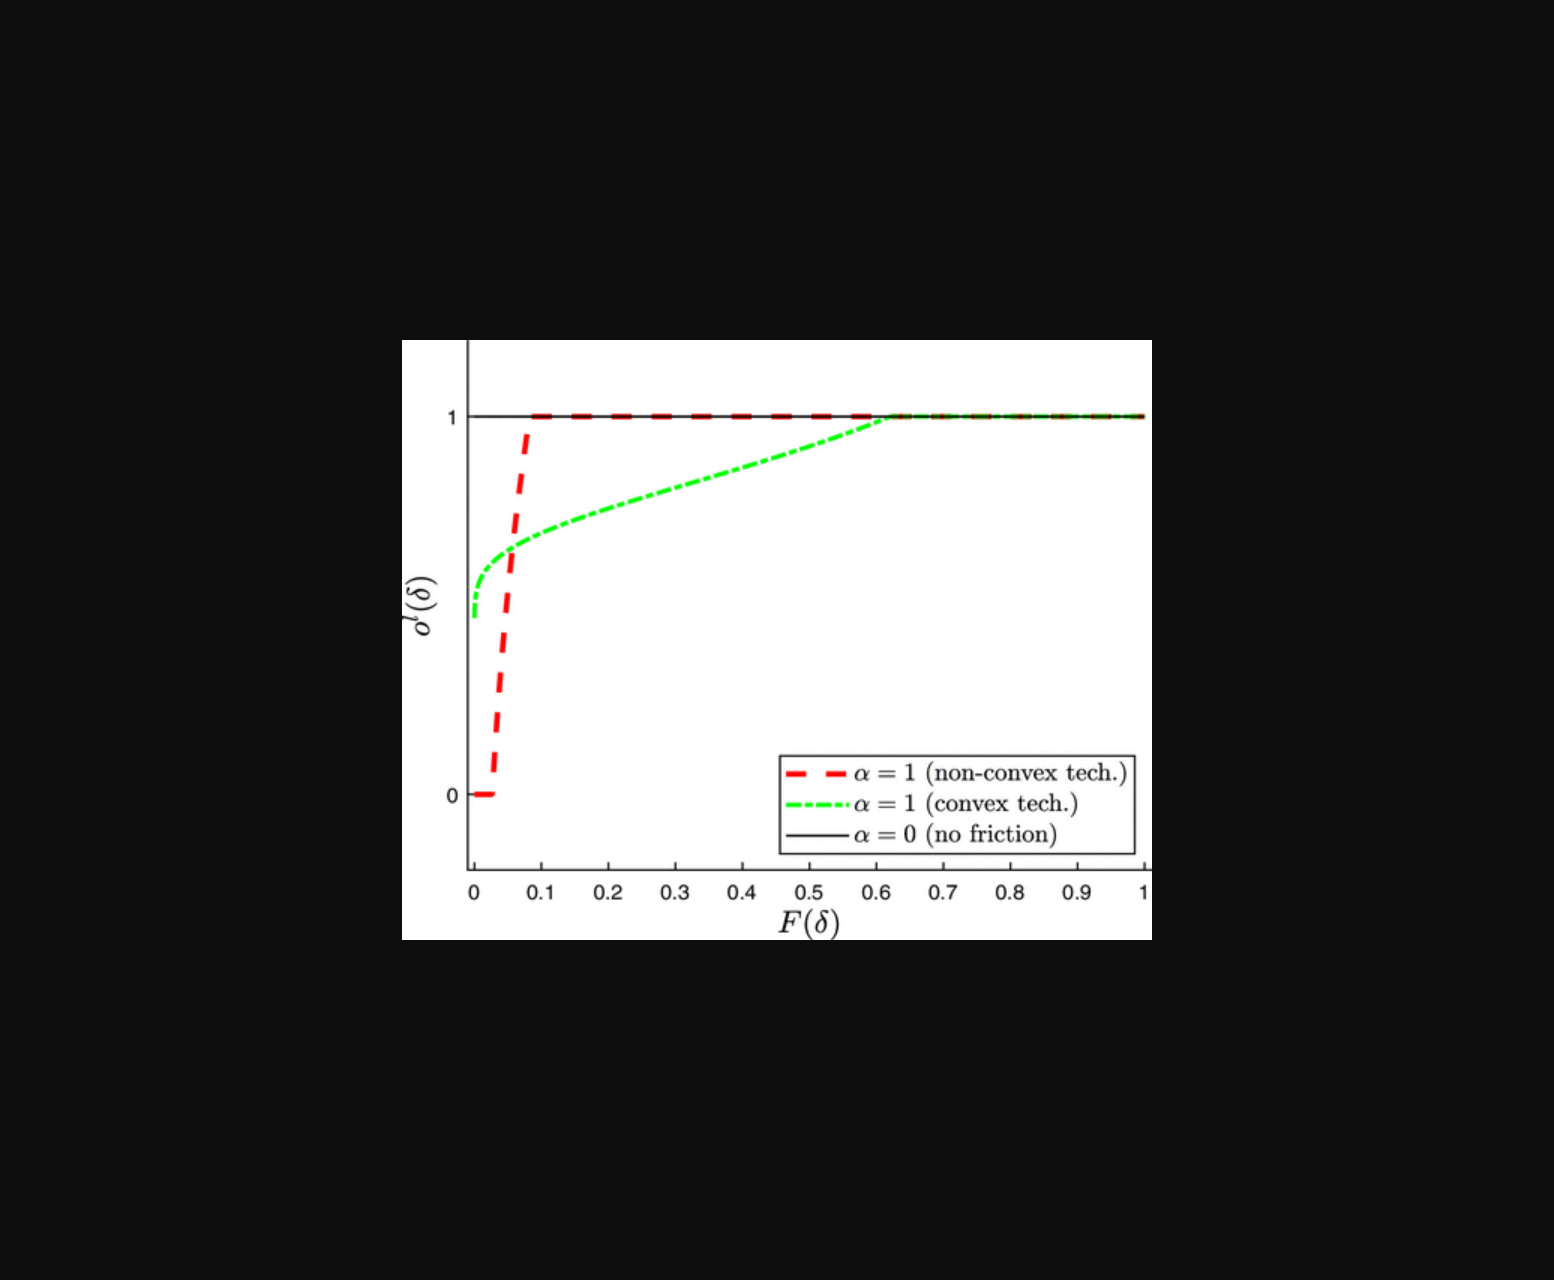 1
0
o^l(δ)
α = 1 (non-convex tech.)
α = 1 (convex tech.)
α = 0 (no friction)
0 0.1 0.2 0.3 0.4 0.5 0.6 0.7 0.8 0.9 1
F(δ)